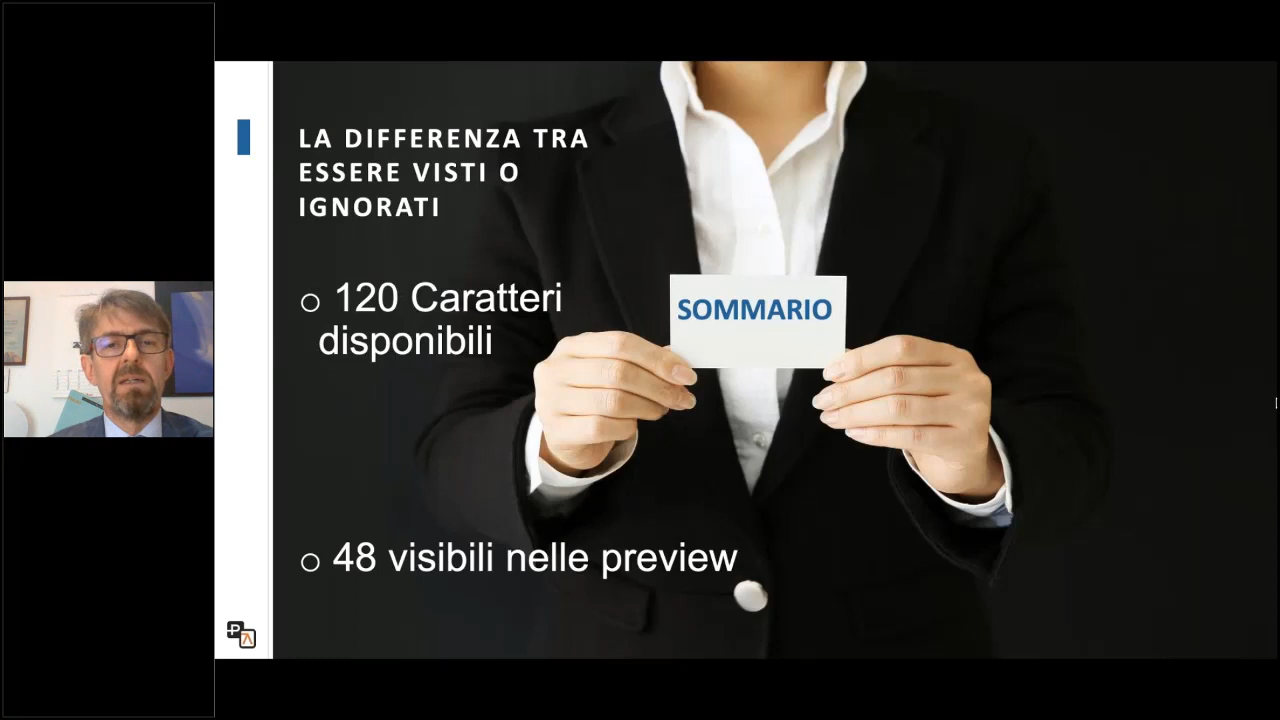 LA DIFFERENZA TRA
ESSERE VISTI O
IGNORATI
○ 120 Caratteri
disponibili
SOMMARIO
○ 48 visibili nelle preview